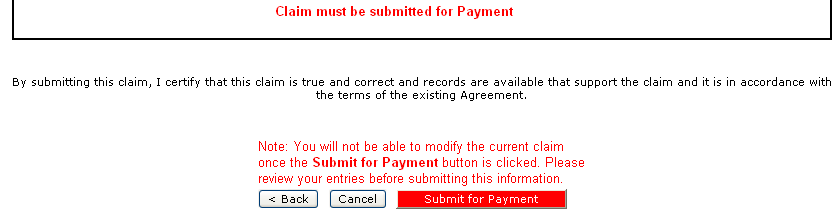 Claim must be submitted for Payment
By submitting this claim, I certify that this claim is true and correct and records are available that support the claim and it is in accordance with
the terms of the existing Agreement.
Note: You will not be able to modify the current claim
once the Submit for Payment button is clicked. Please
review your entries before submitting this information.
< Back Cancel Submit for Payment